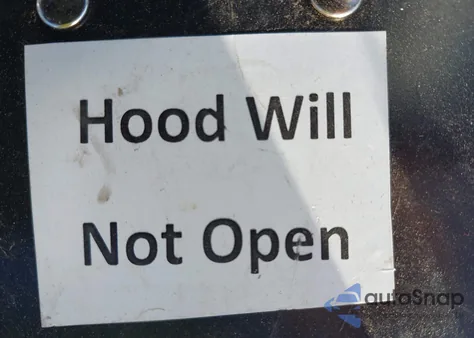 Hood Will
Not Open
autoSnap